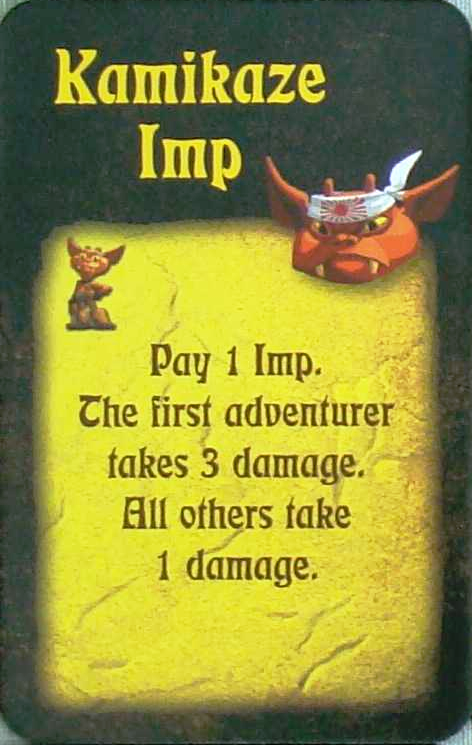 Kamikaze
Imp
Pay 1 Imp.
The first adventurer
takes 3 damage.
All others take
1 damage.